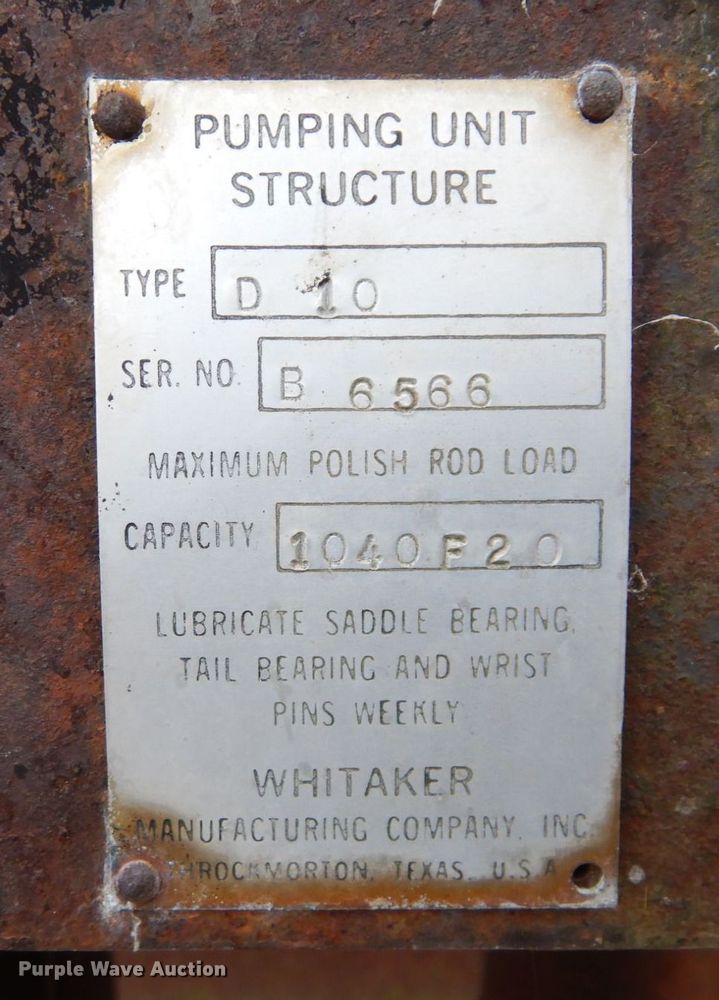 PUMPING UNIT
STRUCTURE
TYPE D 10
SER. NO. B 6566
MAXIMUM POLISH ROD LOAD
CAPACITY 1040F20
LUBRICATE SADDLE BEARING,
TAIL BEARING AND WRIST
PINS WEEKLY
WHITAKER
MANUFACTURING COMPANY, INC.
THROCKMORTON, TEXAS, U.S.A.
Purple Wave Auction